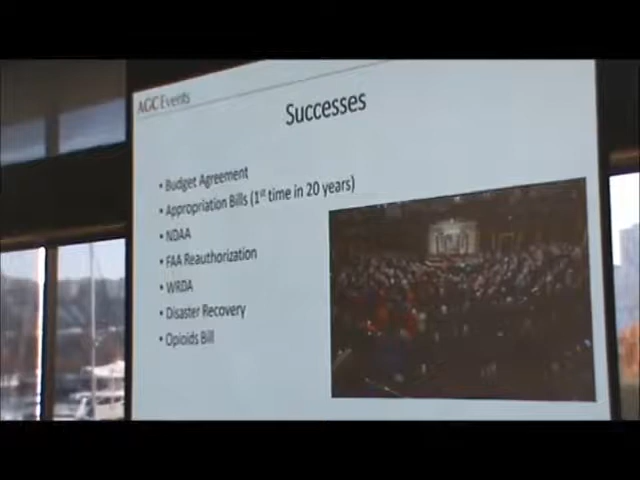 AGC Events
Successes
• Budget Agreement
• Appropriation Bills (1st time in 20 years)
• NDAA
• FAA Reauthorization
• WRDA
• Disaster Recovery
• Opioids Bill